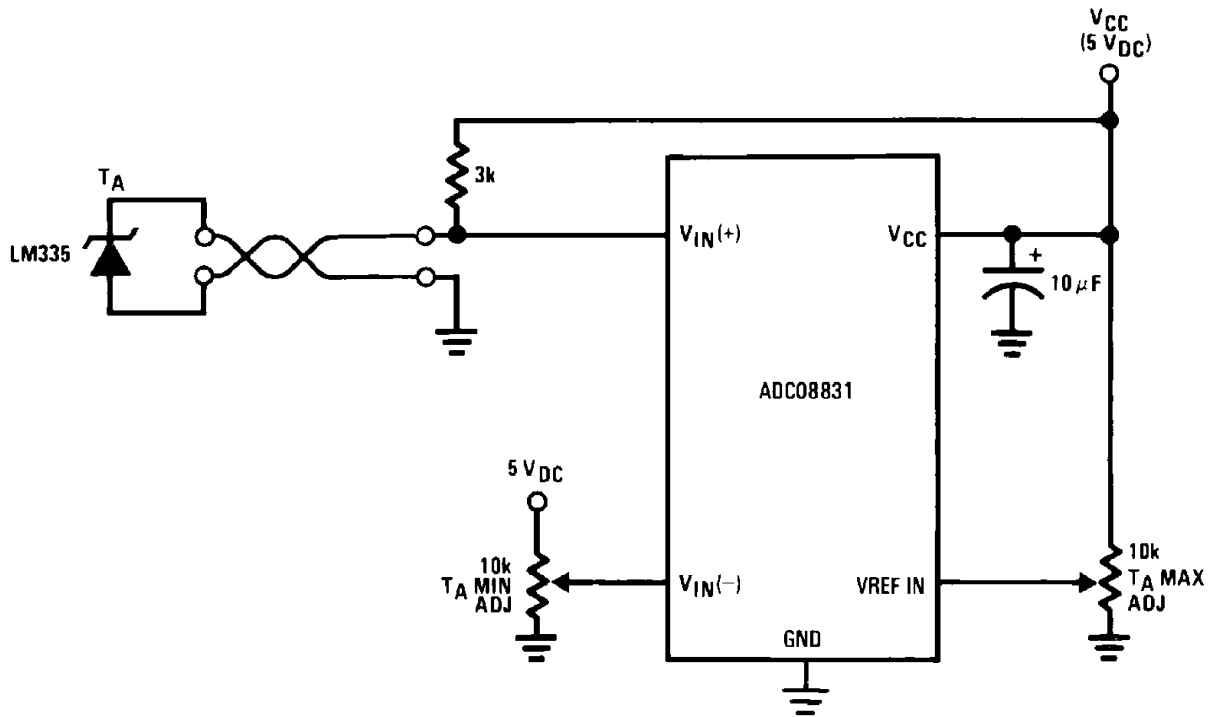 VCC
(5 VDC)
TA
3k
LM335
VIN(+)
VCC
+
10 µF
ADC08831
5 VDC
10k
TA MIN
ADJ
VIN(−)
VREF IN
10k
TA MAX
ADJ
GND